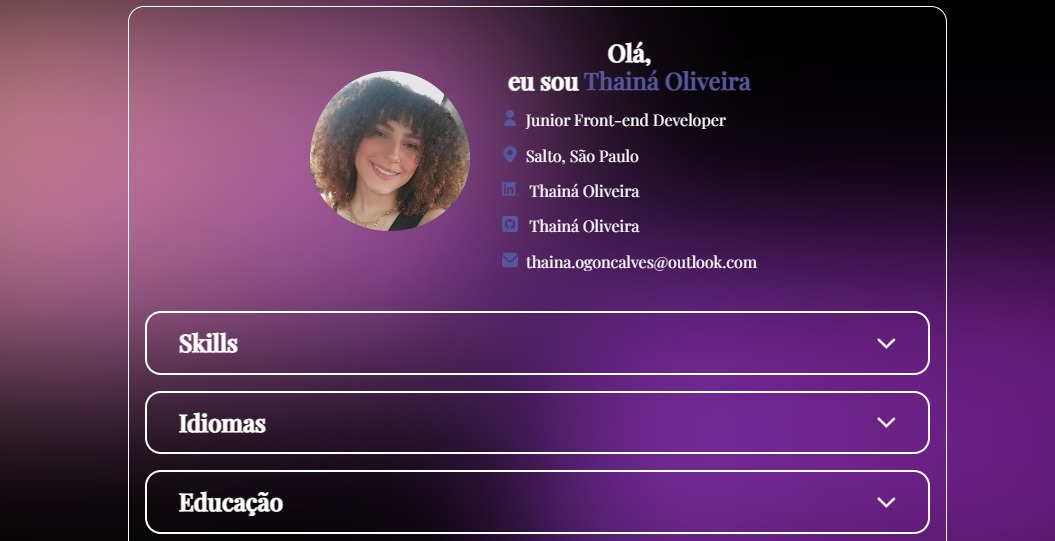 Olá,
eu sou Thainá Oliveira
Junior Front-end Developer
Salto, São Paulo
Thainá Oliveira
Thainá Oliveira
thaina.ogoncalves@outlook.com
Skills
Idiomas
Educação